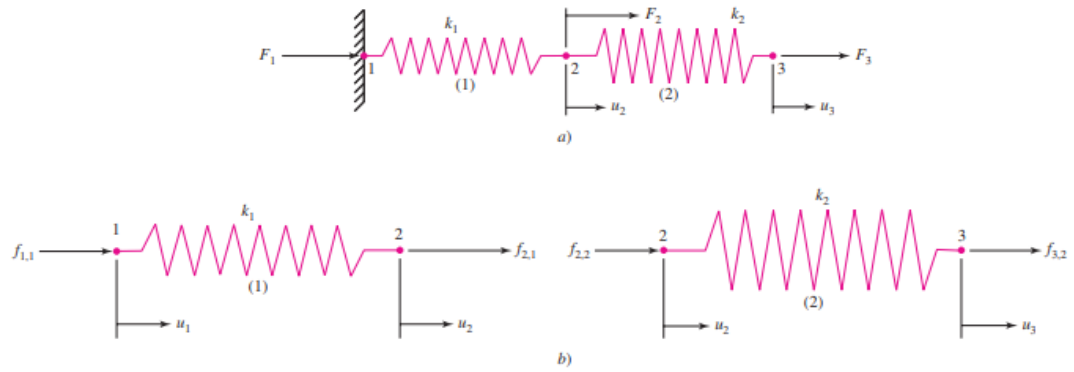 k₁ F₂ k₂
F₁ 1 2 3 F₃
(1) (2)
u₂ u₃
a)
k₁ k₂
1 2 2 3
f₁,₁ f₂,₁ f₂,₂ f₃,₂
(1) (2)
u₁ u₂ u₂ u₃
b)